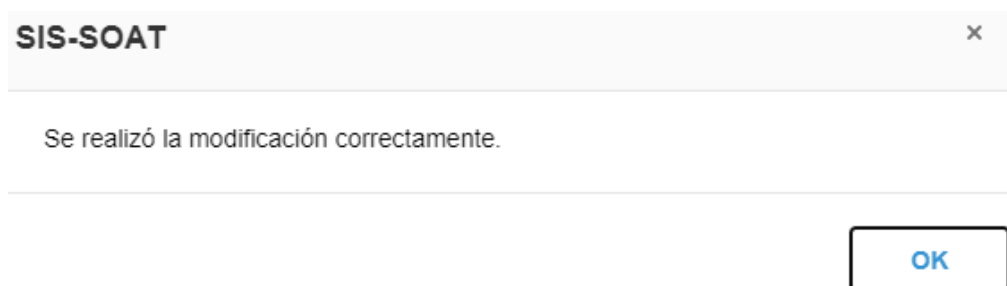 SIS-SOAT ×
Se realizó la modificación correctamente.
OK